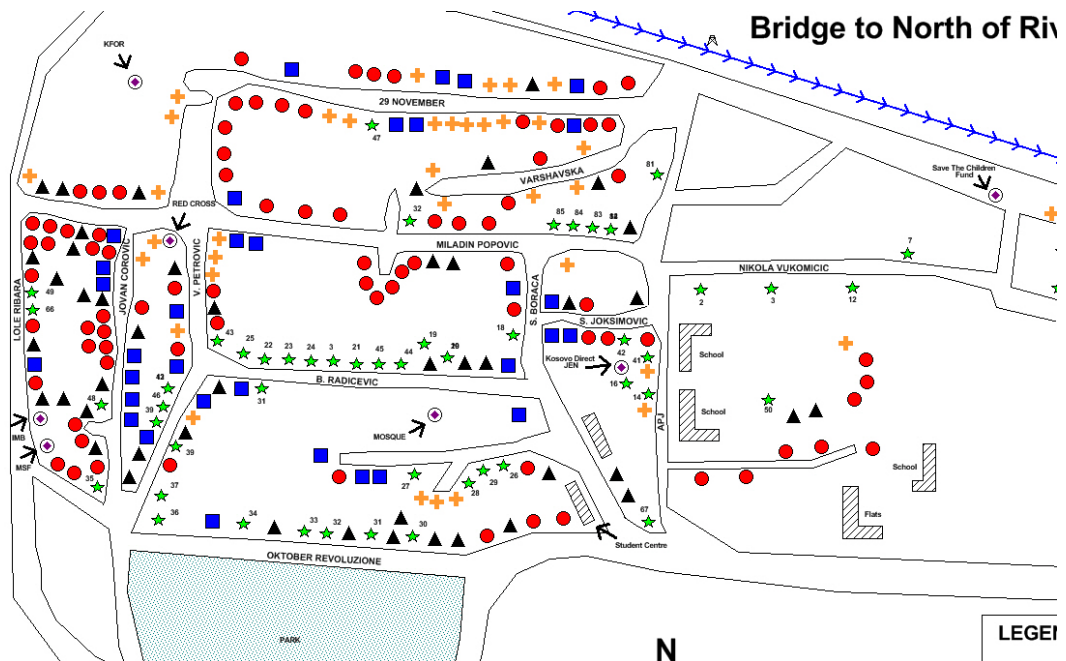 Bridge to North of Riv
KFOR
29 NOVEMBER
47
81
VARSHAVSKA
Save The Children
Fund
RED CROSS
32
85
84
83
7
MILADIN POPOVIC
NIKOLA VUKOMICIC
JOVAN COROVIC
V. PETROVIC
LOLE RIBARA
S. BORACA
49
66
2
3
12
S. JOKSIMOVIC
43
25
22
23
24
3
21
45
44
19
18
42
41
Kosovo Direct
JEN
School
B. RADICEVIC
16
14
APJ
48
46
39
31
50
School
IMB
MSF
MOSQUE
39
35
37
36
27
28
29
26
School
34
33
32
31
30
67
Flats
Student Centre
OKTOBER REVOLUZIONE
PARK
N
LEGEN